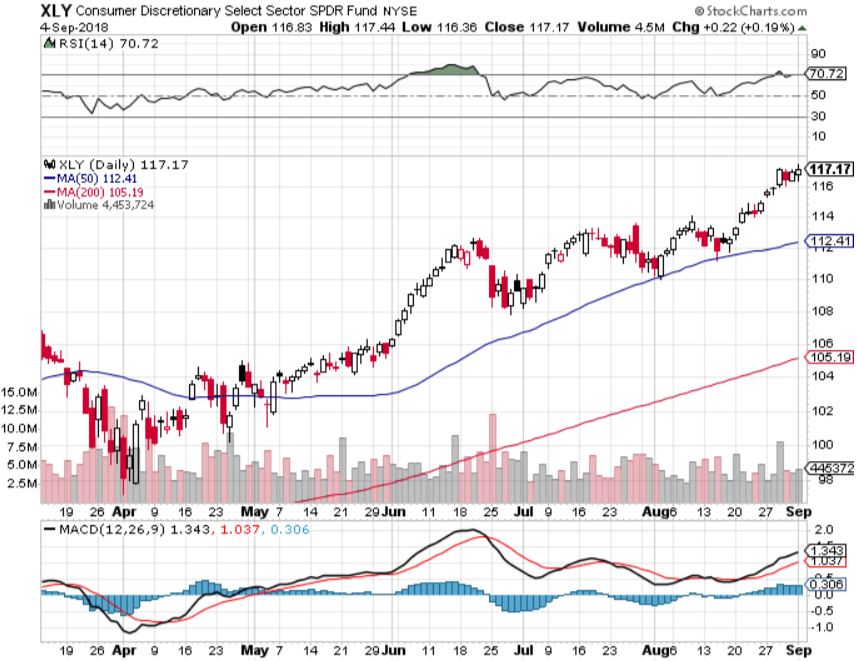 XLY Consumer Discretionary Select Sector SPDR Fund NYSE © StockCharts.com
4-Sep-2018 Open 116.83 High 117.44 Low 116.36 Close 117.17 Volume 4.5M Chg +0.22 (+0.19%)
RSI(14) 70.72
90
70.72
50
30
10
XLY (Daily) 117.17
MA(50) 112.41
MA(200) 105.19
Volume 4,453,724
117.17
116
114
112.41
112
110
108
106
105.19
104
15.0M
12.5M 102
10.0M
7.5M 100
5.0M 445372
2.5M 98
19 26 Apr 9 16 23 May 7 14 21 29 Jun 11 18 25 Jul 9 16 23 Aug 6 13 20 27 Sep
MACD(12,26,9) 1.343, 1.037, 0.306
2.0
1.343
1.037
0.5
0.306
0.0
-0.5
-1.0
19 26 Apr 9 16 23 May 7 14 21 29 Jun 11 18 25 Jul 9 16 23 Aug 6 13 20 27 Sep